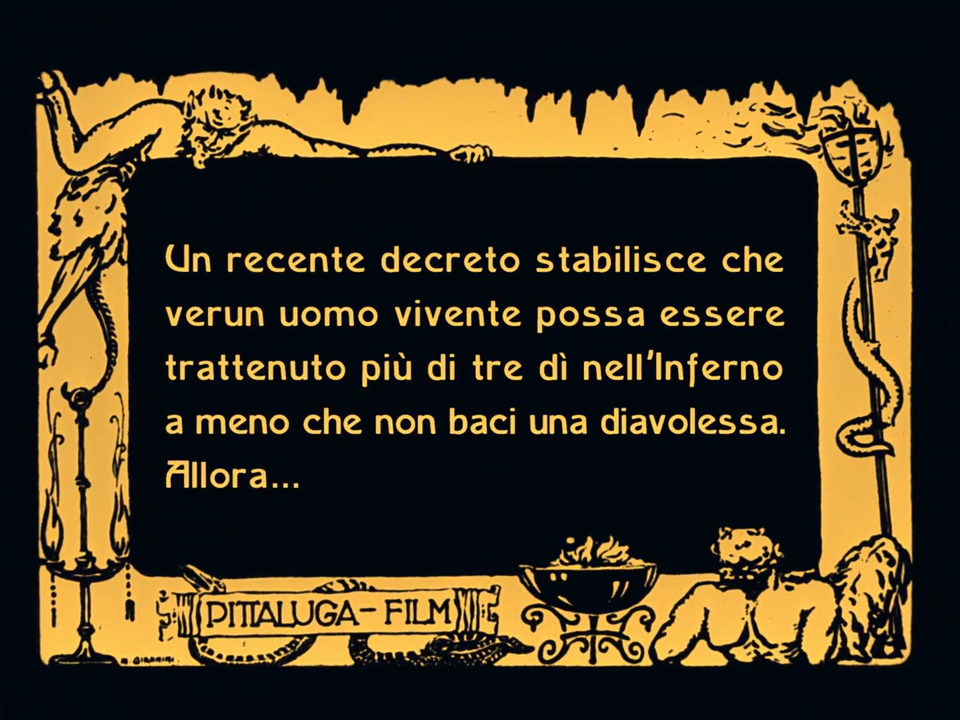 Un recente decreto stabilisce che
verun uomo vivente possa essere
trattenuto più di tre dì nell'Inferno
a meno che non baci una diavolessa.
Allora...
PITTALUGA-FILM